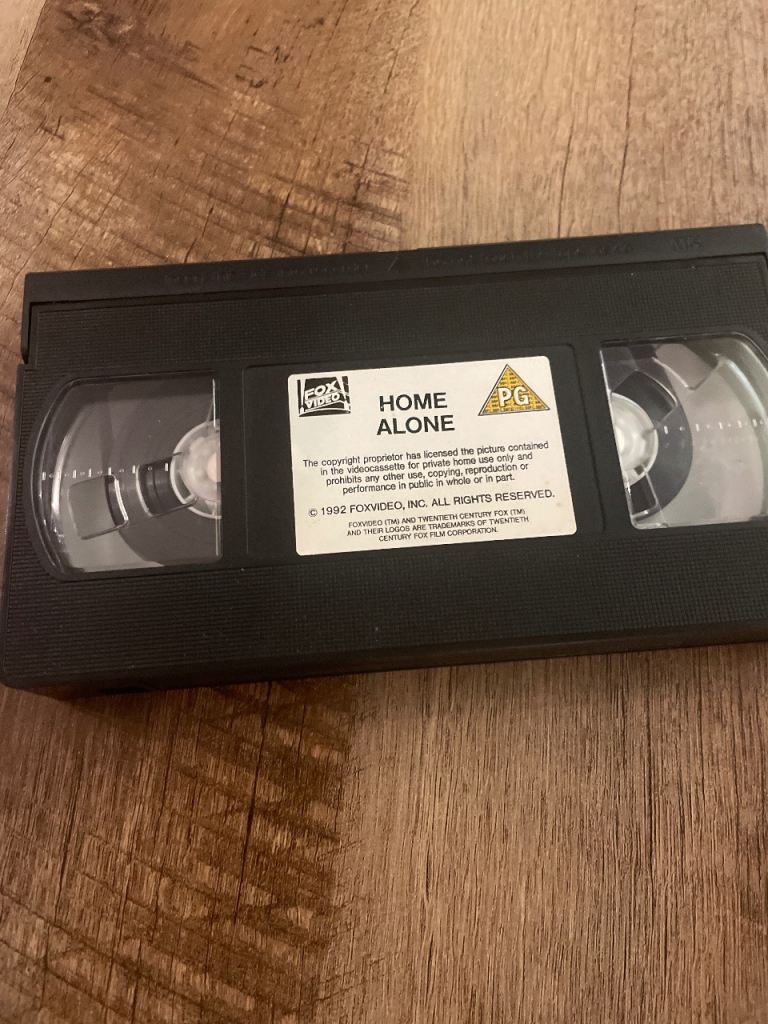 FOX
VIDEO
HOME
ALONE
PG
The copyright proprietor has licensed the picture contained
in the videocassette for private home use only and
prohibits any other use, copying, reproduction or
performance in public in whole or in part.
© 1992 FOXVIDEO, INC. ALL RIGHTS RESERVED.
FOXVIDEO (TM) AND TWENTIETH CENTURY FOX (TM)
AND THEIR LOGOS ARE TRADEMARKS OF TWENTIETH
CENTURY FOX FILM CORPORATION.